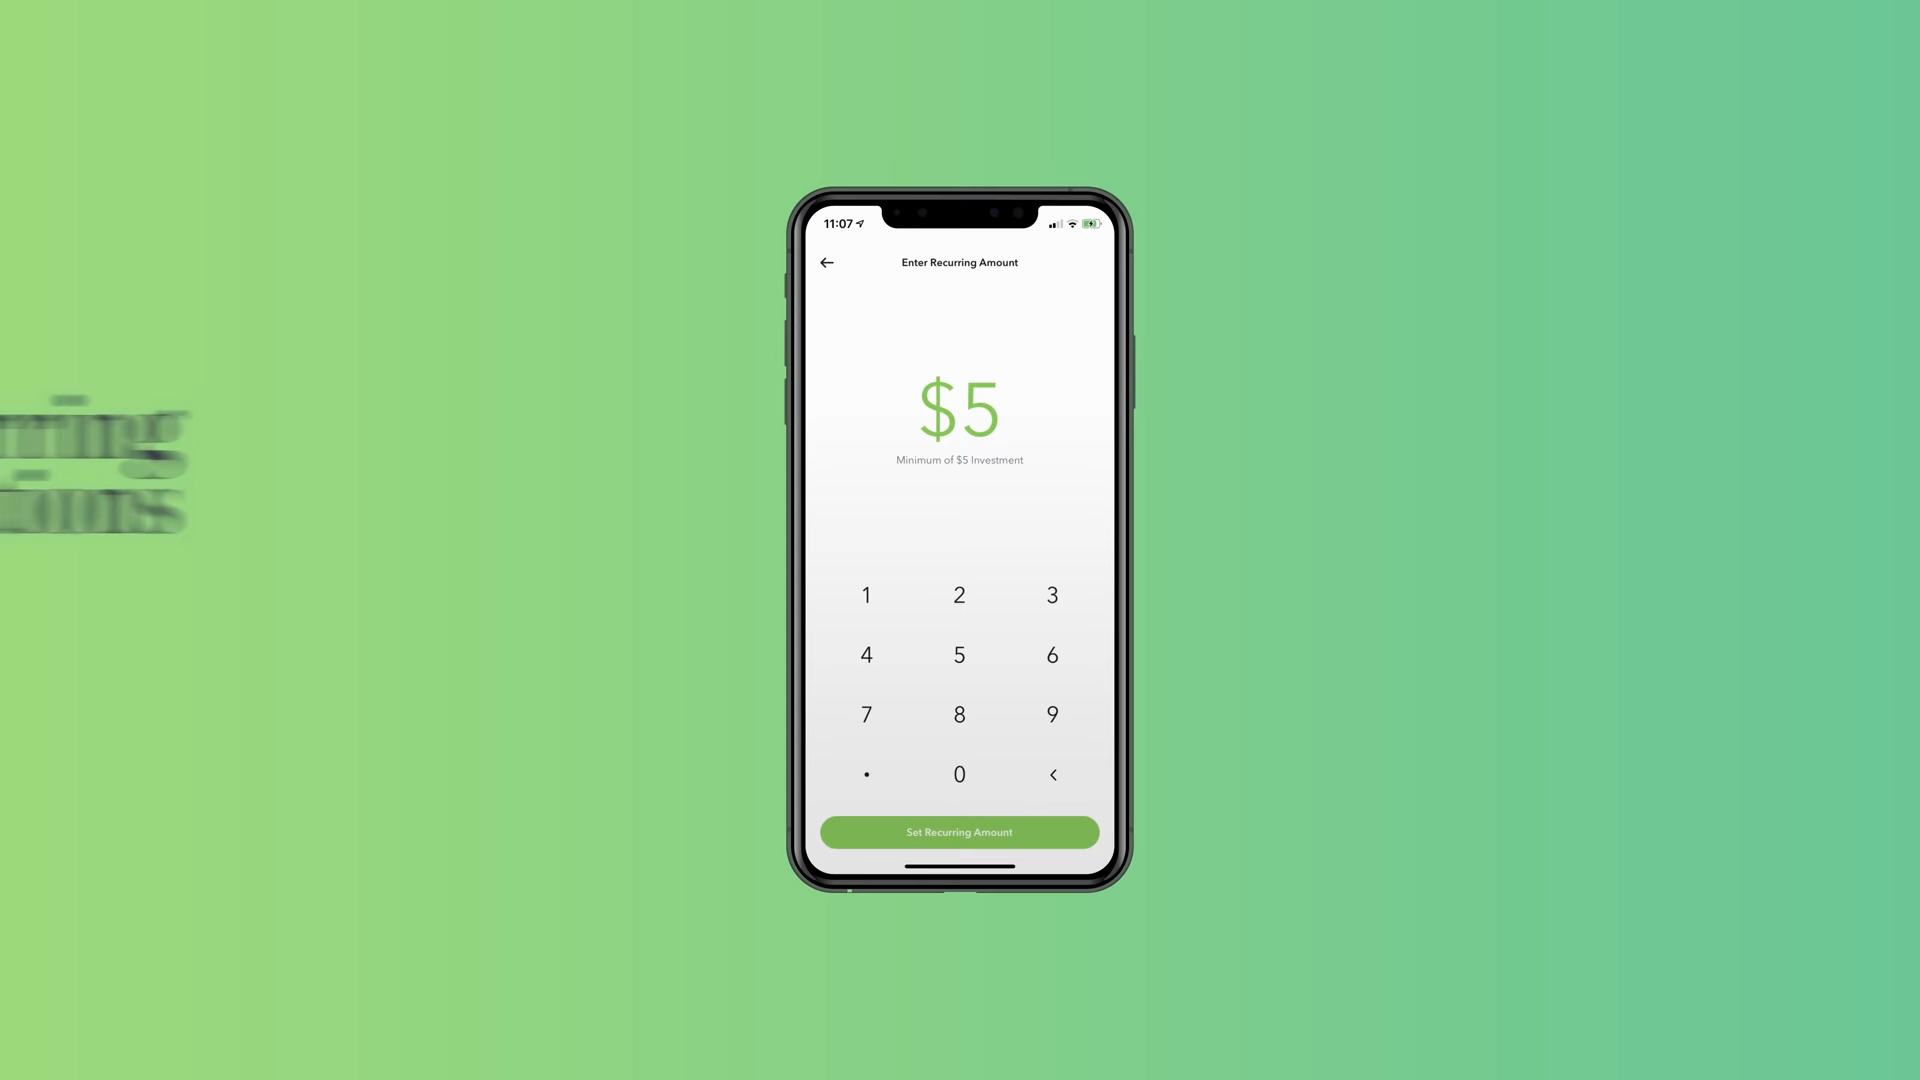 11:07
Enter Recurring Amount
$5
Minimum of $5 Investment
1 2 3
4 5 6
7 8 9
. 0 <
Set Recurring Amount